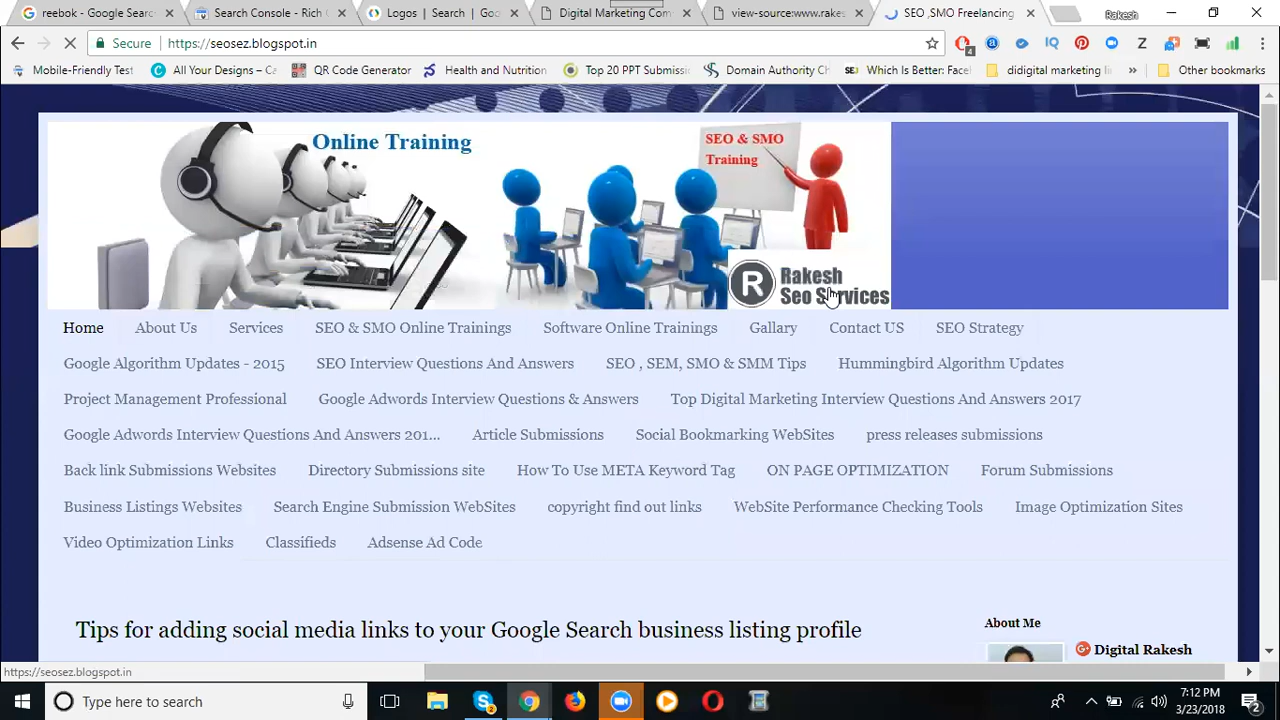 reebok - Google Sear
Search Console - Rich
Logos | Search | Go
Digital Marketing Com
view-source:www.rakes
SEO ,SMO Freelancing
Rakesh
Secure
https://seosez.blogspot.in
Mobile-Friendly Test
All Your Designs – Ca
QR Code Generator
Health and Nutrition
Top 20 PPT Submissio
Domain Authority Ch
Which Is Better: Face
didigital marketing li
Other bookmarks
Online Training
SEO & SMO
Training
R
Rakesh
Seo Services
Home
About Us
Services
SEO & SMO Online Trainings
Software Online Trainings
Gallary
Contact US
SEO Strategy
Google Algorithm Updates - 2015
SEO Interview Questions And Answers
SEO , SEM, SMO & SMM Tips
Hummingbird Algorithm Updates
Project Management Professional
Google Adwords Interview Questions & Answers
Top Digital Marketing Interview Questions And Answers 2017
Google Adwords Interview Questions And Answers 201...
Article Submissions
Social Bookmarking WebSites
press releases submissions
Back link Submissions Websites
Directory Submissions site
How To Use META Keyword Tag
ON PAGE OPTIMIZATION
Forum Submissions
Business Listings Websites
Search Engine Submission WebSites
copyright find out links
WebSite Performance Checking Tools
Image Optimization Sites
Video Optimization Links
Classifieds
Adsense Ad Code
Tips for adding social media links to your Google Search business listing profile
About Me
Digital Rakesh
https://seosez.blogspot.in
Type here to search
7:12 PM
3/23/2018